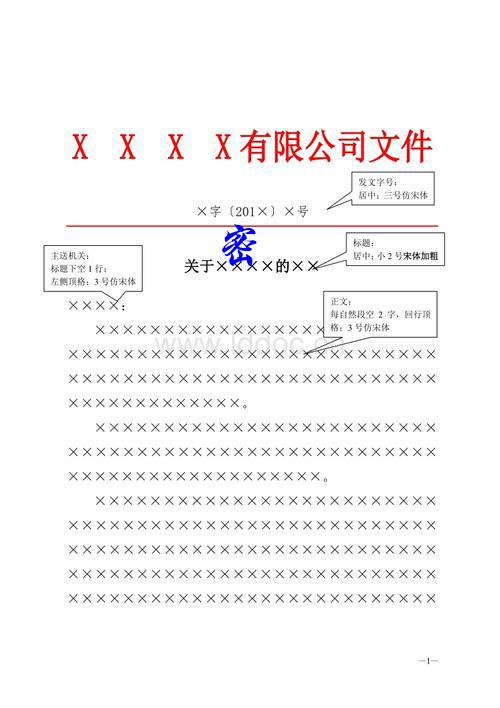 X X X X有限公司文件
发文字号：
居中；三号仿宋体
×字〔201×〕×号
密
主送机关：
标题下空1行；
左侧顶格；3号仿宋体
标题：
居中；小2号宋体加粗
关于××××的××
××××：
正文：
每自然段空2字，回行顶
格；3号仿宋体
×××××××××××××××××
www.lddoc.c
×××××××××××××××××××××××××××
×××××××××××××××××××××××××××
×××××××××××××。
×××××××××××××××××××××××××
×××××××××××××××××××××××××××
×××××××××××××××××××。
×××××××××××××××××××××××××
×××××××××××××××××××××××××××
×××××××××××××××××××××××××××
×××××××××××××××××××××××××××
×××××××××××××××××××××××××××
—1—